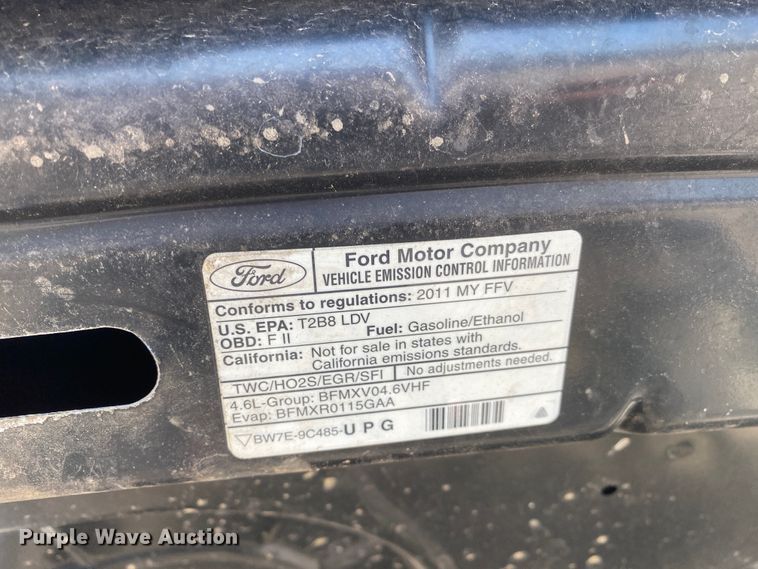 Ford
Ford Motor Company
VEHICLE EMISSION CONTROL INFORMATION
Conforms to regulations: 2011 MY FFV
U.S. EPA: T2B8 LDV
OBD: F II
Fuel: Gasoline/Ethanol
California: Not for sale in states with
California emissions standards.
TWC/HO2S/EGR/SFI
No adjustments needed.
4.6L-Group: BFMXV04.6VHF
Evap: BFMXR0115GAA
BW7E-9C485-U P G
Purple Wave Auction